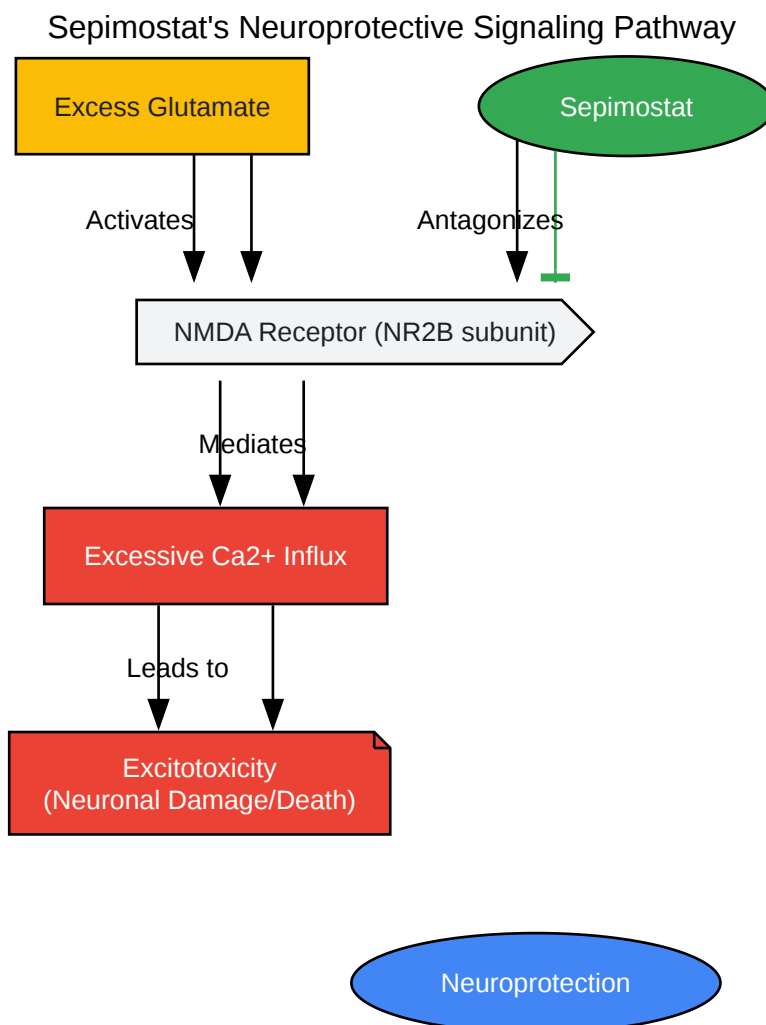 Sepimostat's Neuroprotective Signaling Pathway
Excess Glutamate
Sepimostat
Activates
Antagonizes
NMDA Receptor (NR2B subunit)
Mediates
Excessive Ca2+ Influx
Leads to
Excitotoxicity
(Neuronal Damage/Death)
Neuroprotection